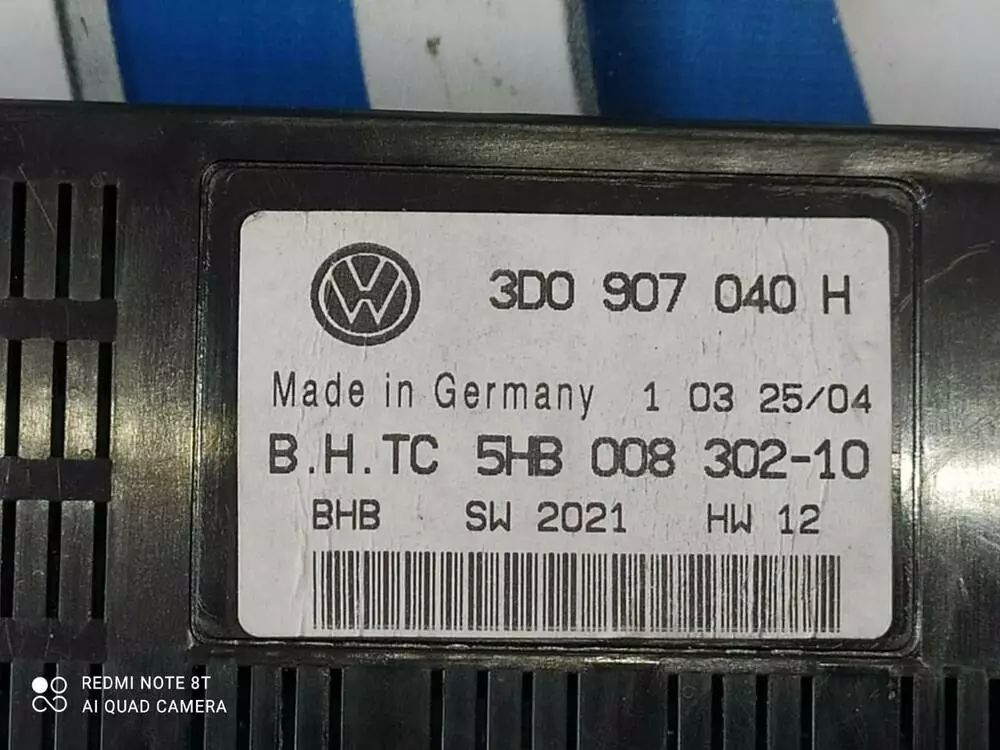 3D0 907 040 H
Made in Germany 1 03 25/04
B.H.TC 5HB 008 302-10
BHB SW 2021 HW 12
REDMI NOTE 8T
AI QUAD CAMERA